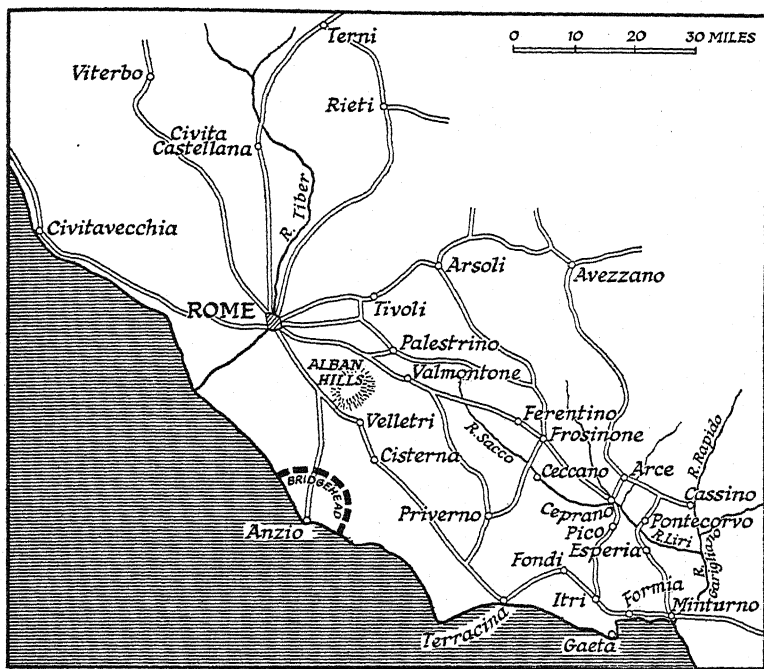 Terni
0 10 20 30 MILES
Viterbo
Rieti
Civita
Castellana
R. Tiber
Civitavecchia
Arsoli
Avezzano
ROME
Tivoli
Palestrino
ALBAN
HILLS
Valmontone
Velletri
Ferentino
Frosinone
R. Sacco
R. Rapido
Cisterna
Ceccano
Arce
Cassino
BRIDGEHEAD
Anzio
Priverno
Ceprano
Pontecorvo
Pico
R. Liri
Esperia
R. Garigliano
Fondi
Itri
Formia
Minturno
Terracina
Gaeta